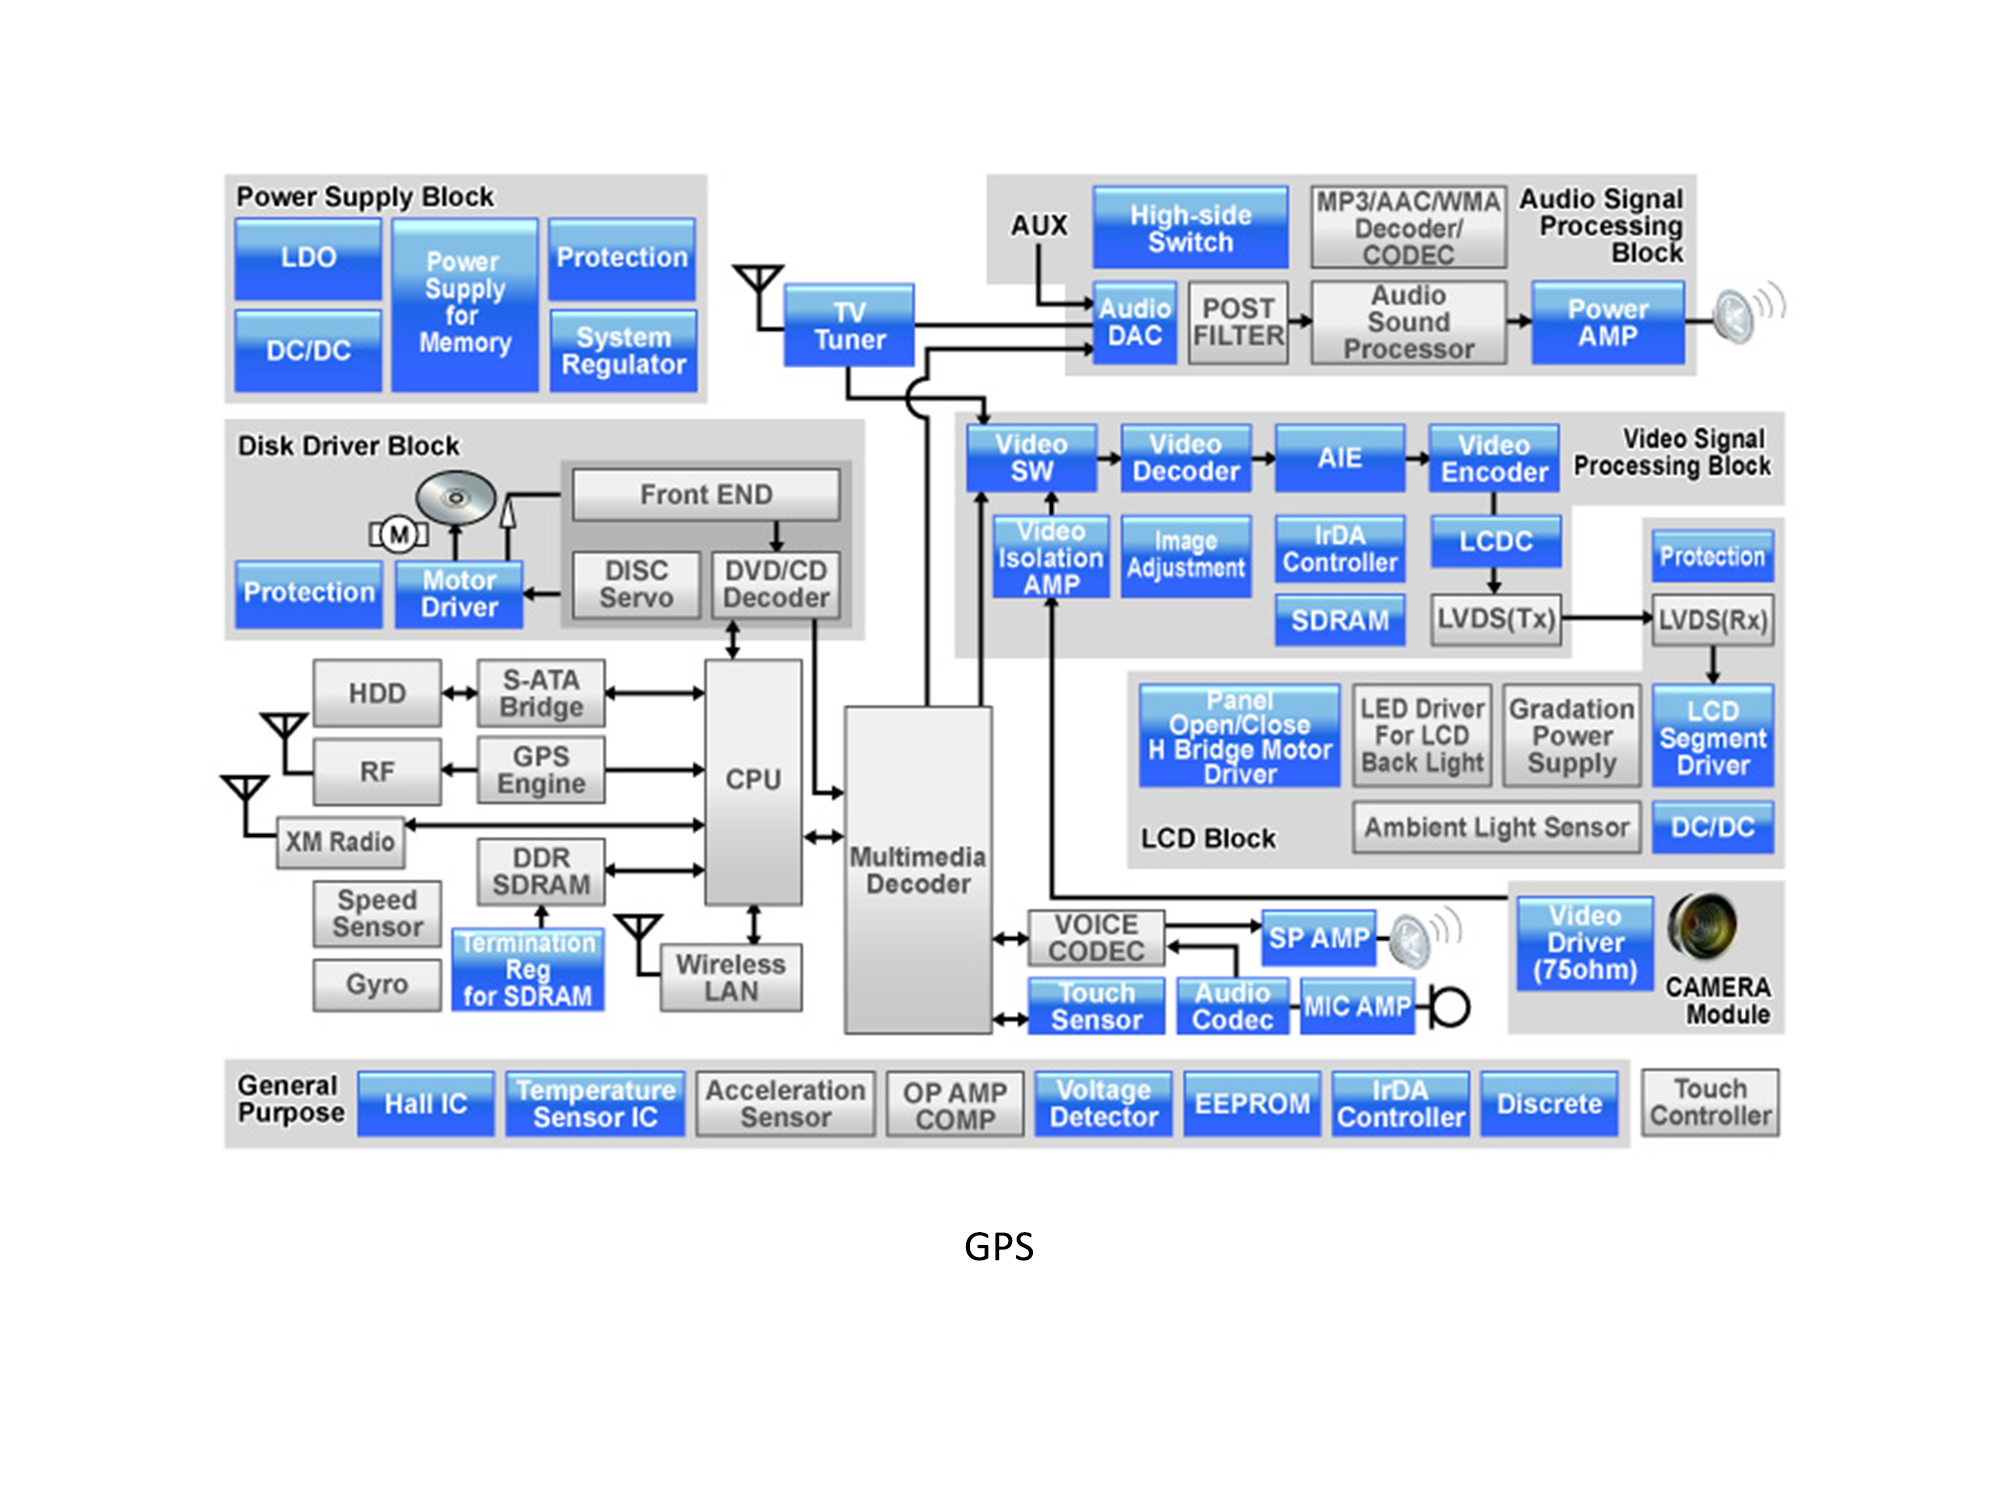 Power Supply Block
LDO
Power
Supply
for
Memory
Protection
DC/DC
System
Regulator
TV
Tuner
AUX
High-side
Switch
MP3/AAC/WMA
Decoder/
CODEC
Audio Signal
Processing
Block
Audio
DAC
POST
FILTER
Audio
Sound
Processor
Power
AMP
Disk Driver Block
Front END
M
Protection
Motor
Driver
DISC
Servo
DVD/CD
Decoder
Video
SW
Video
Decoder
AIE
Video
Encoder
Video Signal
Processing Block
Video
Isolation
AMP
Image
Adjustment
IrDA
Controller
LCDC
SDRAM
LVDS(Tx)
Protection
LVDS(Rx)
HDD
S-ATA
Bridge
RF
GPS
Engine
CPU
XM Radio
DDR
SDRAM
Speed
Sensor
Gyro
Termination
Reg
for SDRAM
Wireless
LAN
Multimedia
Decoder
Panel
Open/Close
H Bridge Motor
Driver
LED Driver
For LCD
Back Light
Gradation
Power
Supply
LCD
Segment
Driver
LCD Block
Ambient Light Sensor
DC/DC
VOICE
CODEC
SP AMP
Touch
Sensor
Audio
Codec
MIC AMP
Video
Driver
(75ohm)
CAMERA
Module
General
Purpose
Hall IC
Temperature
Sensor IC
Acceleration
Sensor
OP AMP
COMP
Voltage
Detector
EEPROM
IrDA
Controller
Discrete
Touch
Controller
GPS